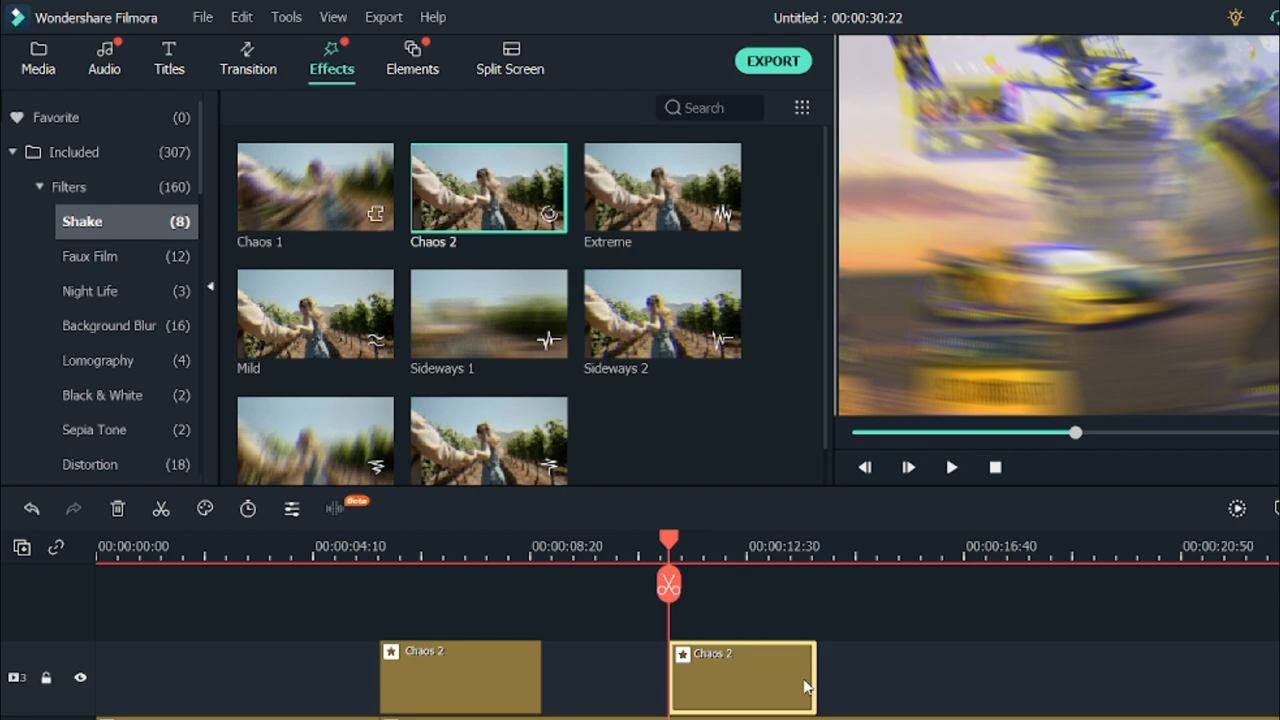 Wondershare Filmora File Edit Tools View Export Help Untitled : 00:00:30:22
Media Audio Titles Transition Effects Elements Split Screen EXPORT
Favorite (0) Search
Included (307)
Filters (160)
Shake (8)
Chaos 1 Chaos 2 Extreme
Faux Film (12)
Night Life (3)
Background Blur (16)
Lomography (4)
Mild Sideways 1 Sideways 2
Black & White (2)
Sepia Tone (2)
Distortion (18)
Beta
00:00:00:00 00:00:04:10 00:00:08:20 00:00:12:30 00:00:16:40 00:00:20:50
Chaos 2 Chaos 2
3